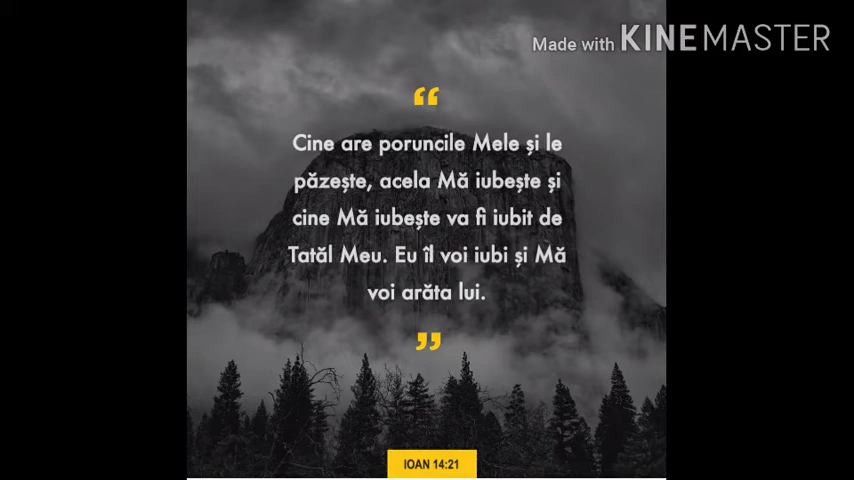 Made with KINEMASTER
“
Cine are poruncile Mele și le
păzește, acela Mă iubește și
cine Mă iubește va fi iubit de
Tatăl Meu. Eu îl voi iubi și Mă
voi arăta lui.
”
IOAN 14:21